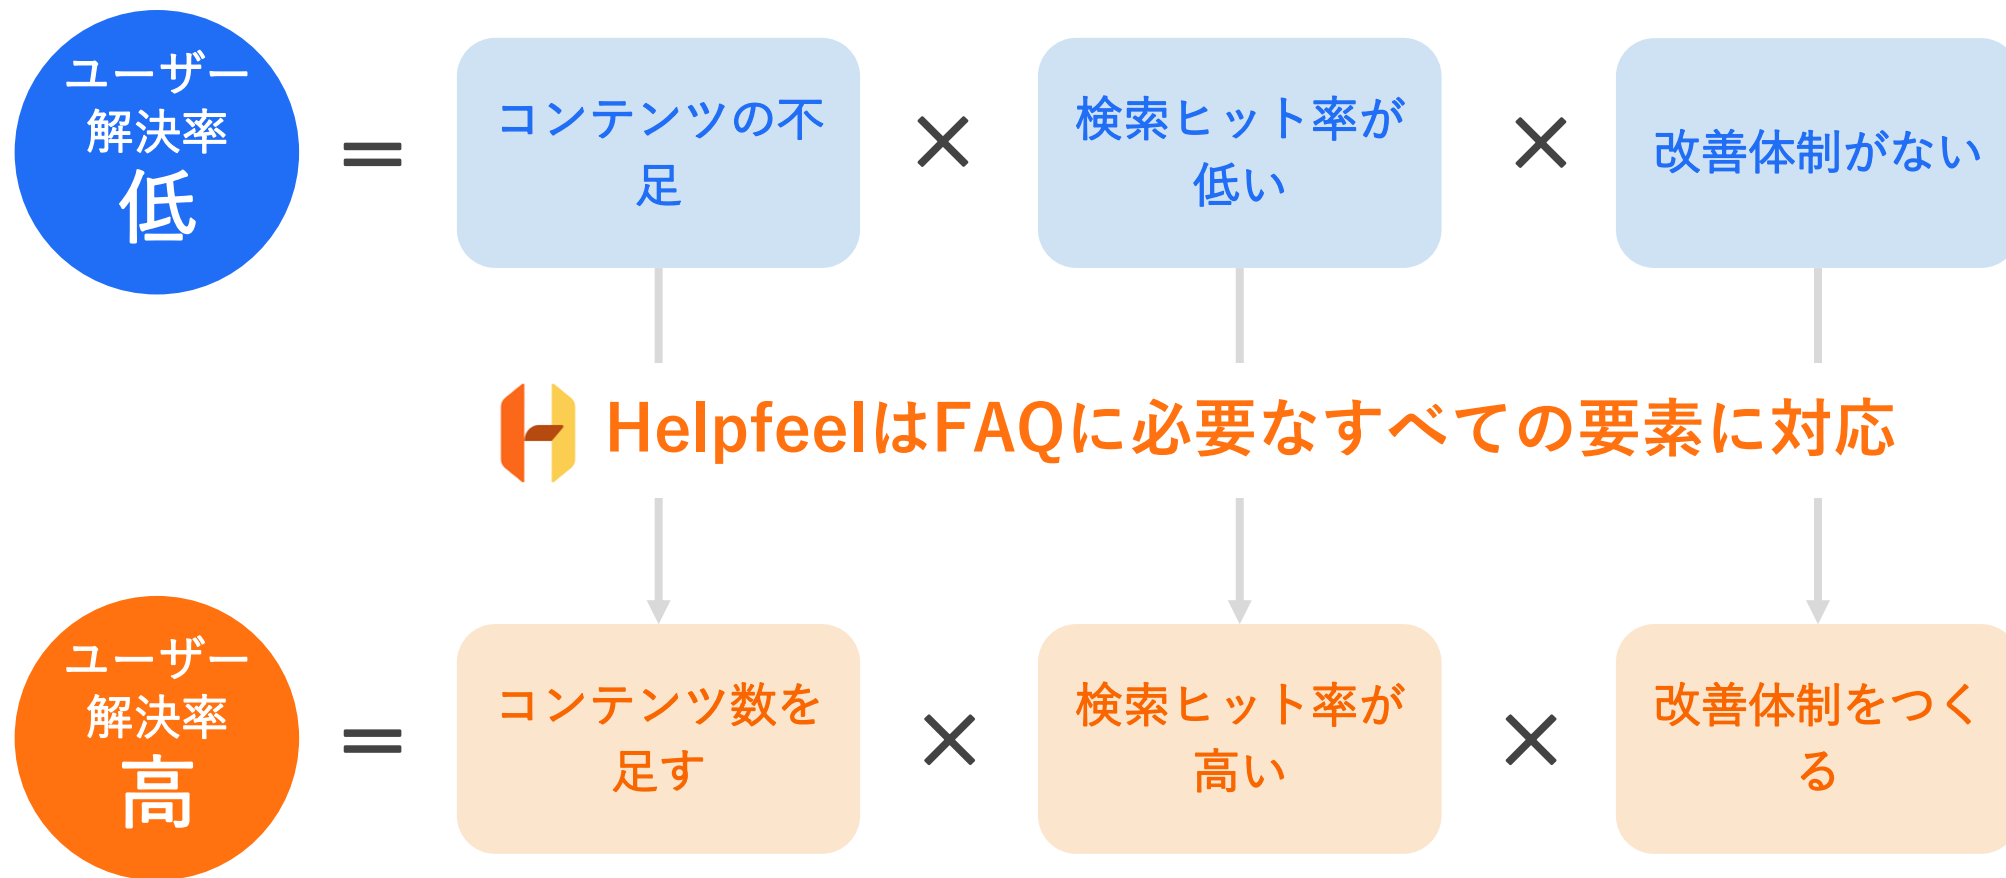 ユーザー
解決率
低
=
コンテンツの不
足
×
検索ヒット率が
低い
×
改善体制がない
HelpfeelはFAQに必要なすべての要素に対応
ユーザー
解決率
高
=
コンテンツ数を
足す
×
検索ヒット率が
高い
×
改善体制をつく
る